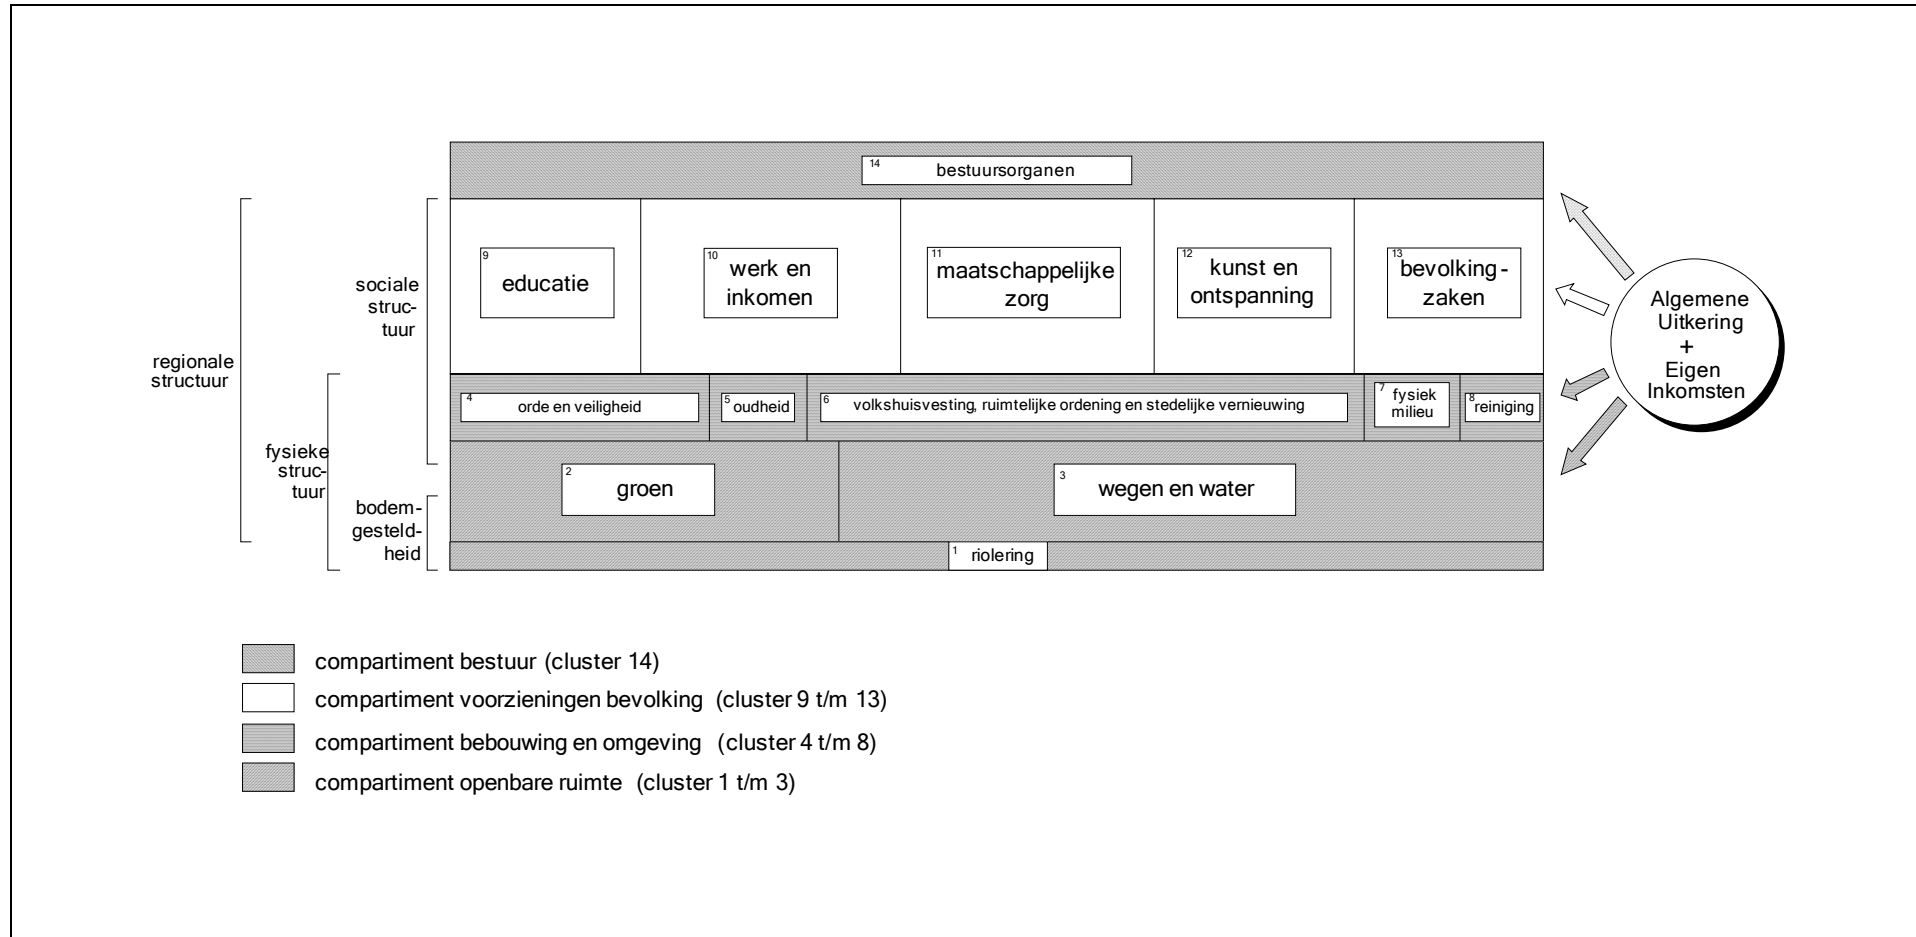 14 bestuursorganen
9 educatie
10 werk en
inkomen
11 maatschappelijke
zorg
12 kunst en
ontspanning
13 bevolking-
zaken
sociale
struc-
tuur
regionale
structuur
Algemene
Uitkering
+
Eigen
Inkomsten
4 orde en veiligheid
5 oudheid
6 volkshuisvesting, ruimtelijke ordening en stedelijke vernieuwing
7 fysiek
milieu
8 reiniging
fysieke
struc-
tuur
2 groen
3 wegen en water
bodem-
gesteld-
heid
1 riolering
compartiment bestuur (cluster 14)
compartiment voorzieningen bevolking (cluster 9 t/m 13)
compartiment bebouwing en omgeving (cluster 4 t/m 8)
compartiment openbare ruimte (cluster 1 t/m 3)